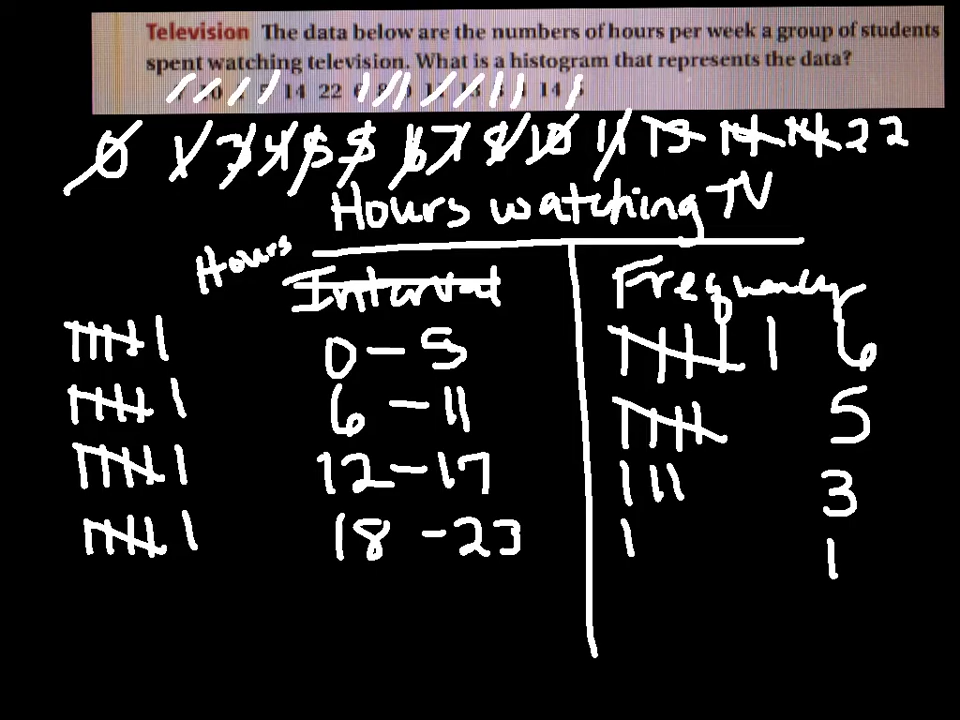 Television The data below are the numbers of hours per week a group of students
spent watching television. What is a histogram that represents the data?
14 22 14
0 1 3 4 5 5 6 7 8 10 11 13 14 14 22
Hours watching TV
Hours Interval Frequency
0 - 5 6
6 - 11 5
12 - 17 3
18 - 23 1